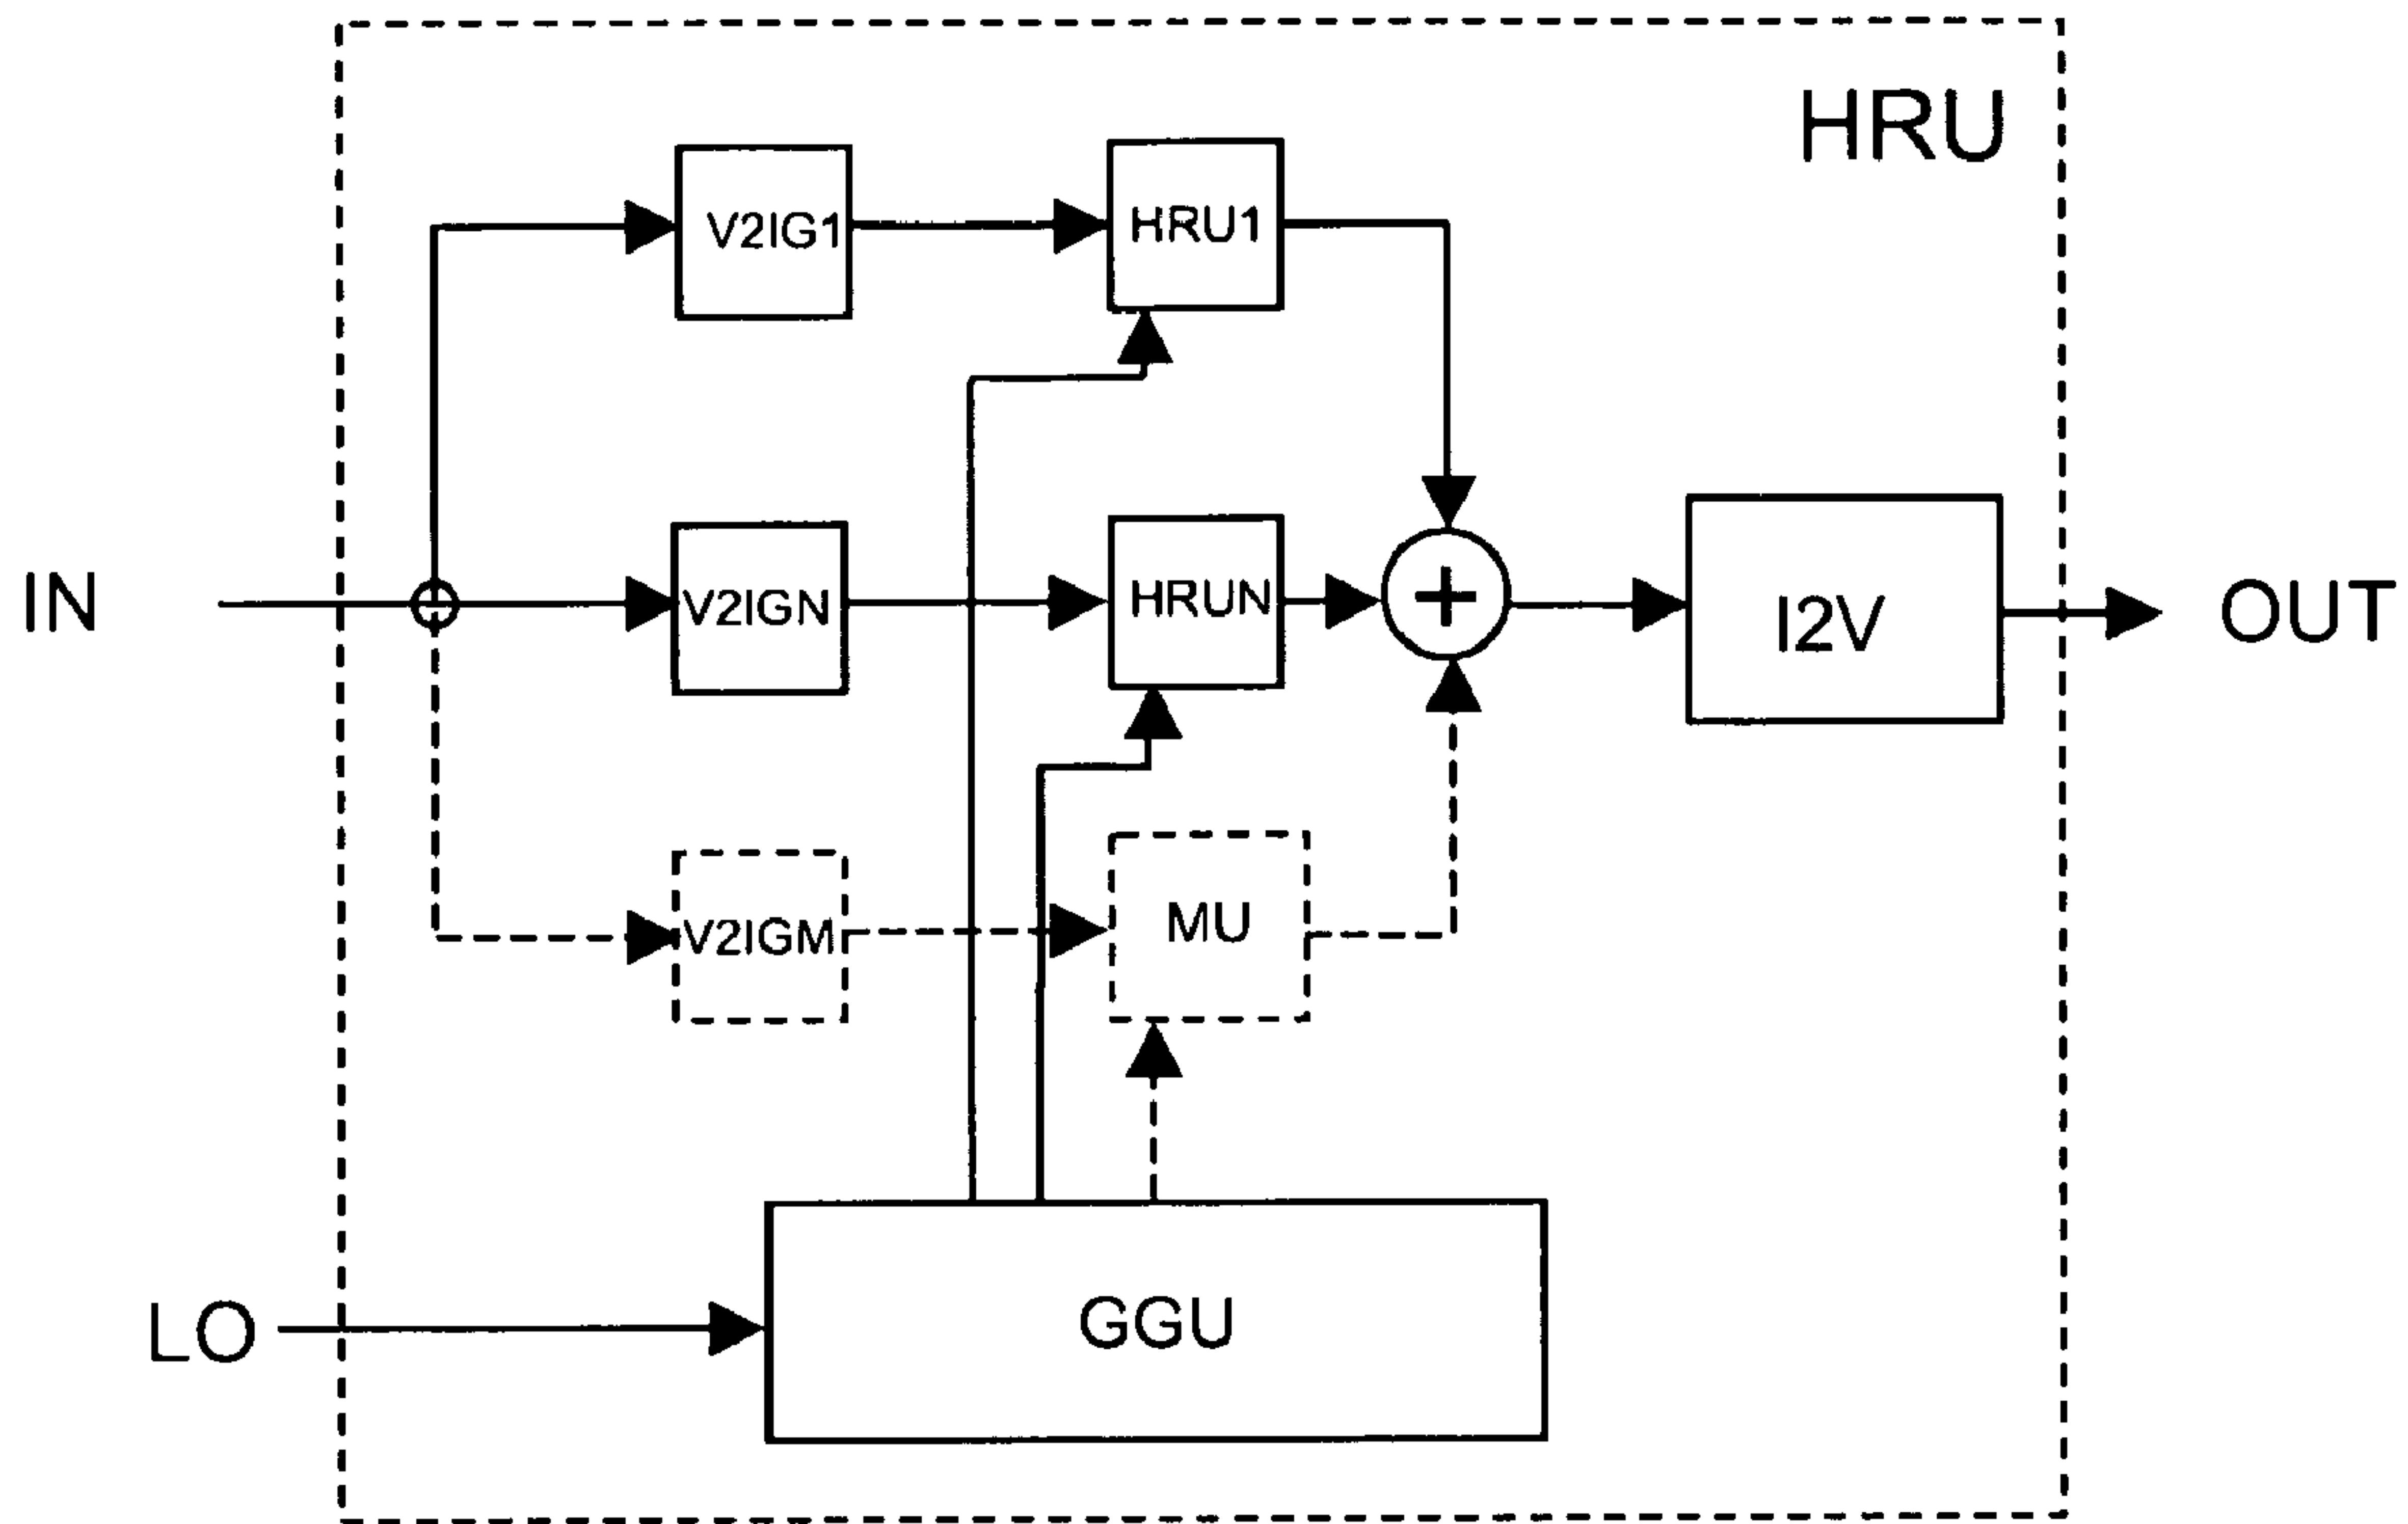 HRU
V2IG1
HRU1
IN
V2IGN
HRUN
+
I2V
OUT
V2IGM
MU
LO
GGU